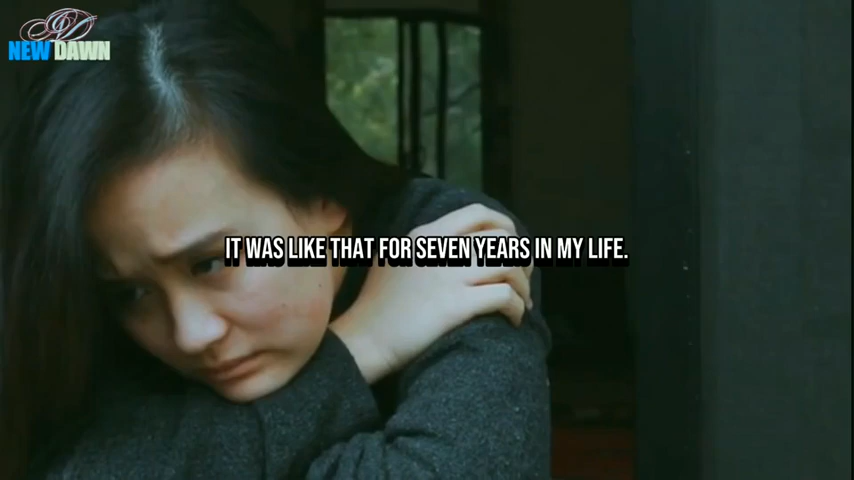 NEW DAWN
IT WAS LIKE THAT FOR SEVEN YEARS IN MY LIFE.